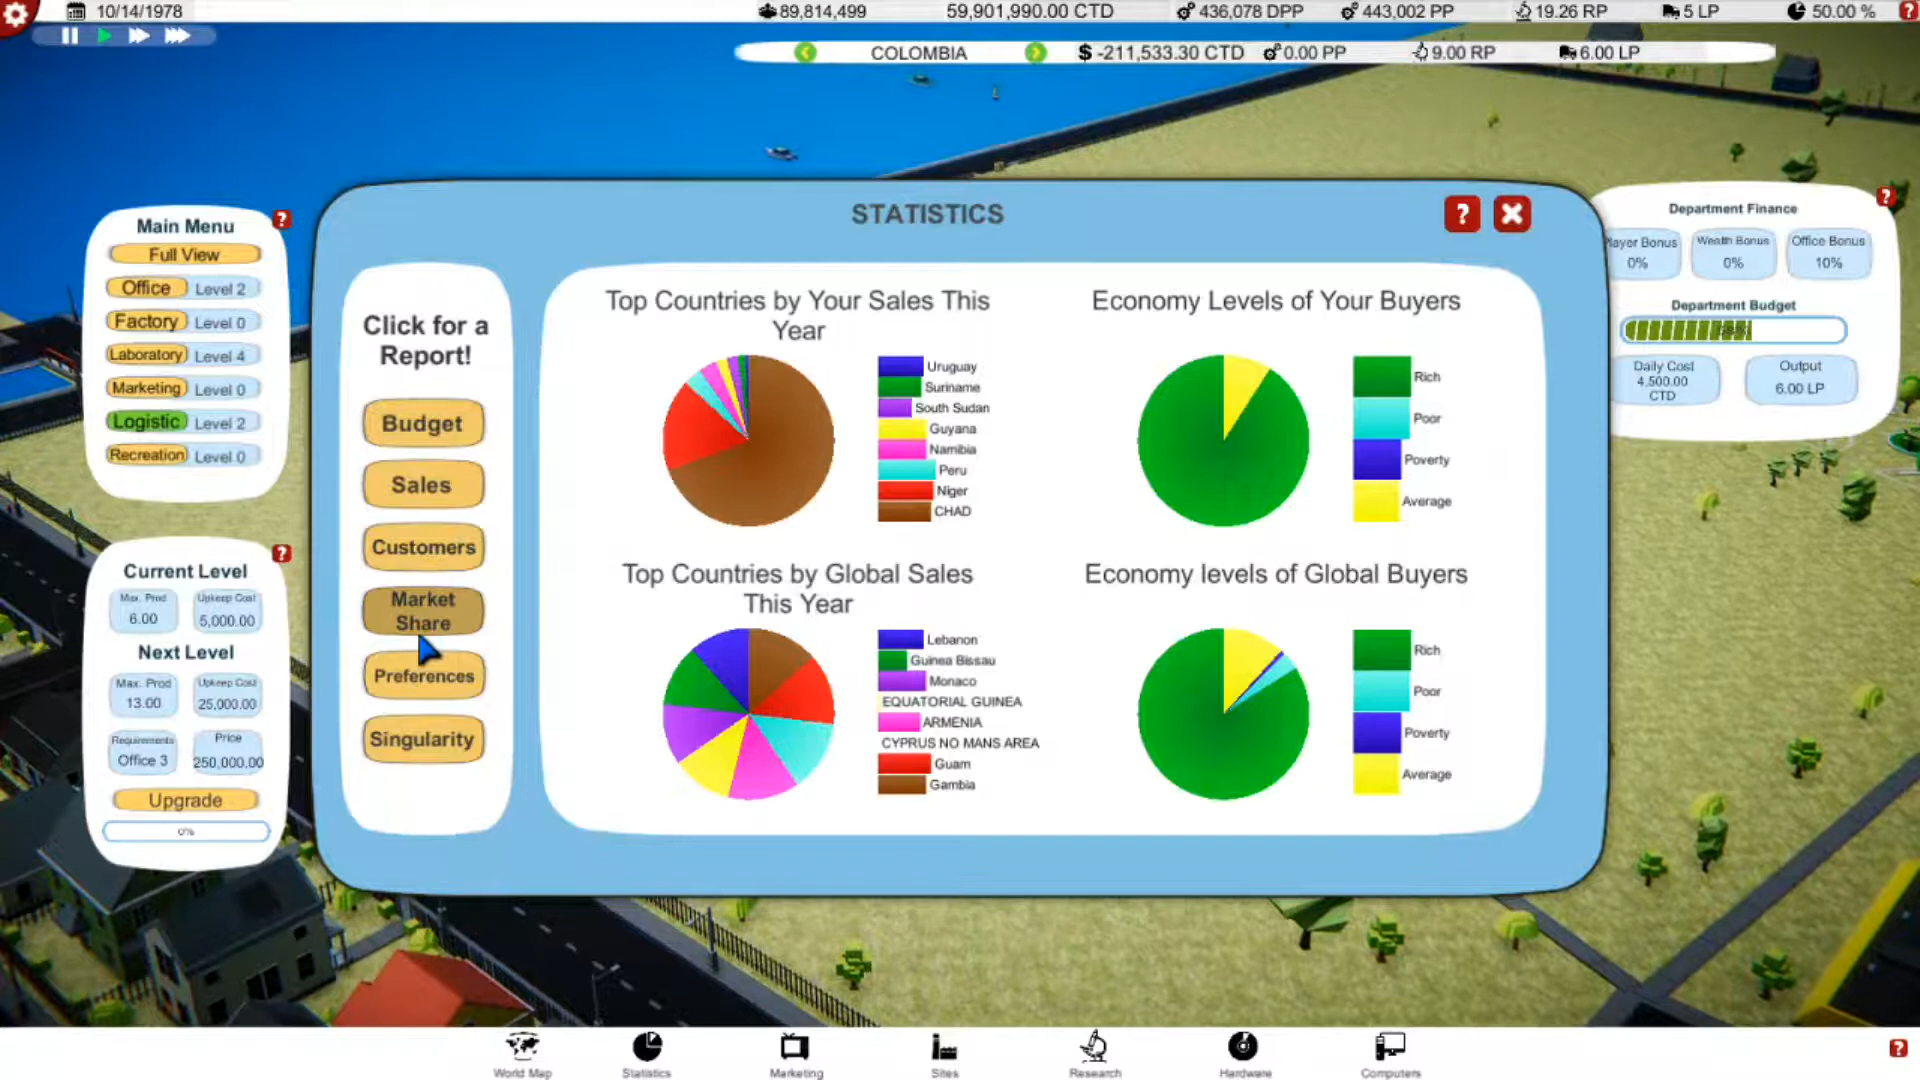 10/14/1978
89,814,499
59,901,990.00 CTD
436,078 DPP
443,002 PP
19.26 RP
5 LP
50.00 %
?
COLOMBIA
$ -211,533.30 CTD
0.00 PP
9.00 RP
6.00 LP
Main Menu
?
Full View
Office Level 2
Factory Level 0
Laboratory Level 4
Marketing Level 0
Logistic Level 2
Recreation Level 0
Current Level
?
Max. Prod
6.00
Upkeep Cost
5,000.00
Next Level
Max. Prod
13.00
Upkeep Cost
25,000.00
Requirements
Office 3
Price
250,000.00
Upgrade
0%
STATISTICS
?
Click for a
Report!
Budget
Sales
Customers
Market
Share
Preferences
Singularity
Top Countries by Your Sales This
Year
Uruguay
Suriname
South Sudan
Guyana
Namibia
Peru
Niger
CHAD
Economy Levels of Your Buyers
Rich
Poor
Poverty
Average
Top Countries by Global Sales
This Year
Lebanon
Guinea Bissau
Monaco
EQUATORIAL GUINEA
ARMENIA
CYPRUS NO MANS AREA
Guam
Gambia
Economy levels of Global Buyers
Rich
Poor
Poverty
Average
Department Finance
?
layer Bonus
0%
Wealth Bonus
0%
Office Bonus
10%
Department Budget
Daily Cost
4,500.00
CTD
Output
6.00 LP
World Map
Statistics
Marketing
Sites
Research
Hardware
Computers
?